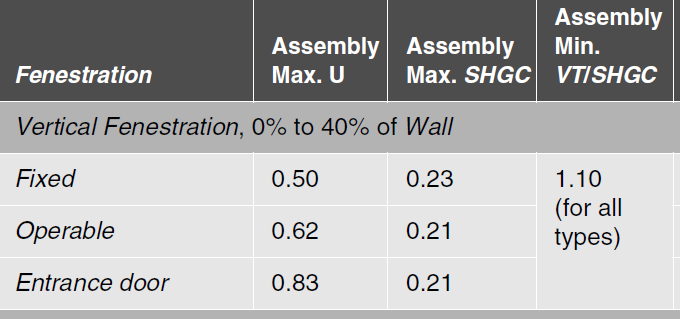 Fenestration Assembly Max. U Assembly Max. SHGC Assembly Min. VT/SHGC
Vertical Fenestration, 0% to 40% of Wall
Fixed 0.50 0.23 1.10 (for all types)
Operable 0.62 0.21
Entrance door 0.83 0.21